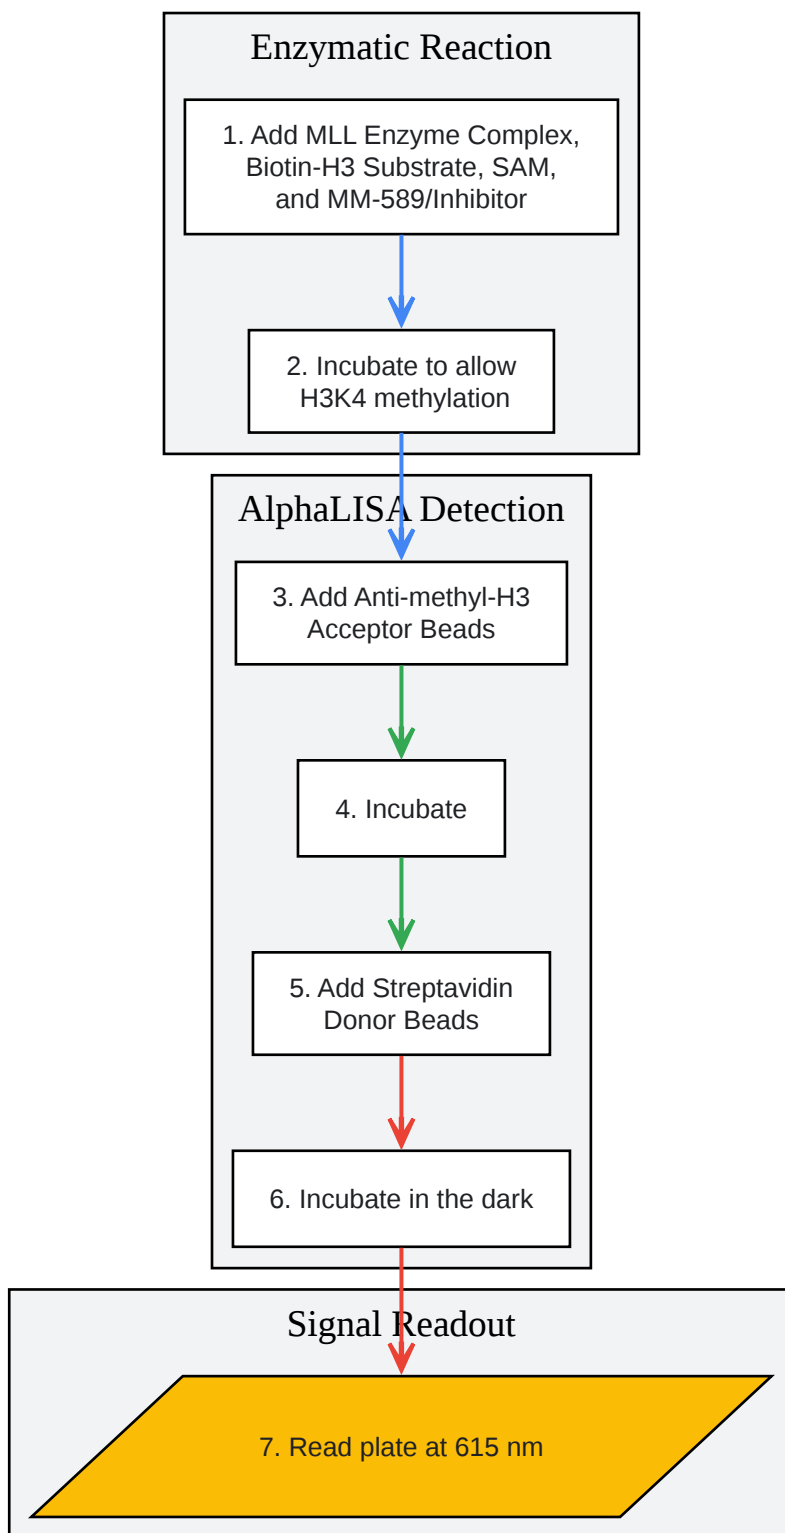 Enzymatic Reaction
1. Add MLL Enzyme Complex,
Biotin-H3 Substrate, SAM,
and MM-589/Inhibitor
2. Incubate to allow
H3K4 methylation
AlphaLISA Detection
3. Add Anti-methyl-H3
Acceptor Beads
4. Incubate
5. Add Streptavidin
Donor Beads
6. Incubate in the dark
Signal Readout
7. Read plate at 615 nm